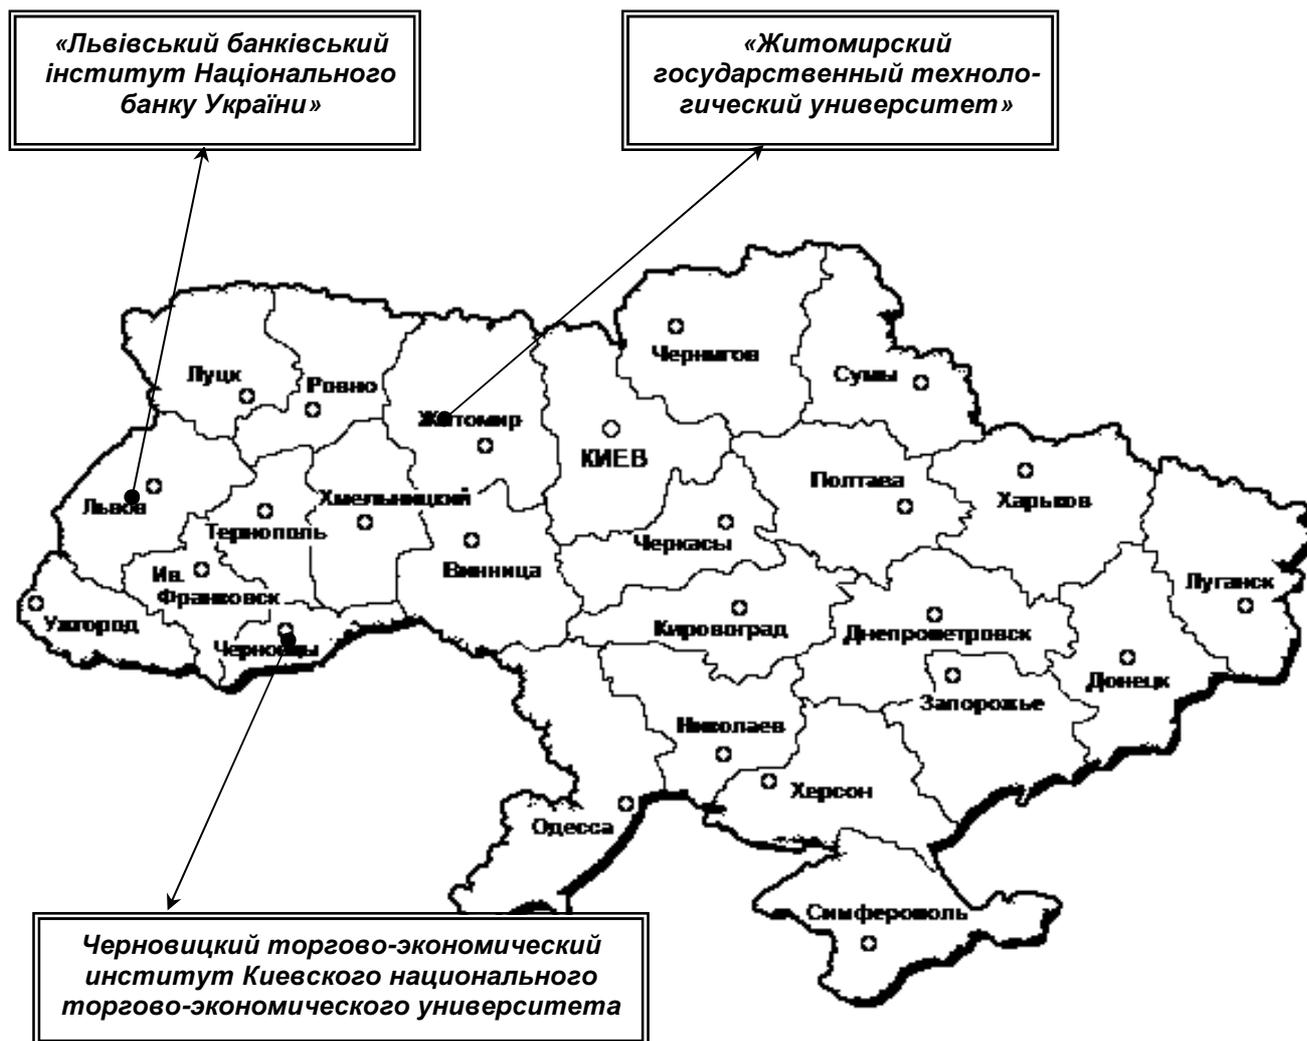 «Львівський банківський
інститут Національного
банку України»
«Житомирский
государственный техноло-
гический университет»
Чернигов
Луцк
Ровно
Сумы
Житомир
КИЕВ
Полтава
Харьков
Львов
Тернополь
Хмельницкий
Черкасы
Винница
Ив.
Франковск
Луганск
Ужгород
Черновцы
Кировоград
Днепропетровск
Донецк
Запорожье
Николаев
Херсон
Одесса
Симферополь
Черновицкий торгово-экономический
институт Киевского национального
торгово-экономического университета